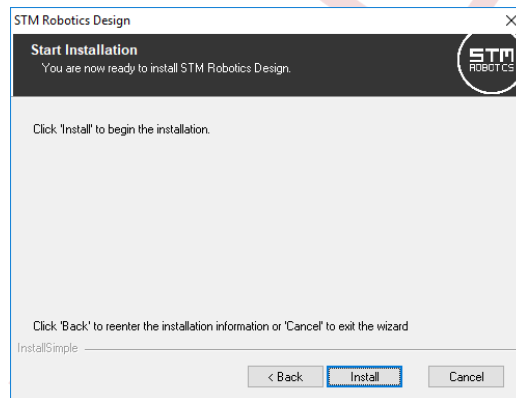 STM Robotics Design
Start Installation
You are now ready to install STM Robotics Design.
STM
ROBOTCS
Click 'Install' to begin the installation.
Click 'Back' to reenter the installation information or 'Cancel' to exit the wizard
InstallSimple
< Back
Install
Cancel